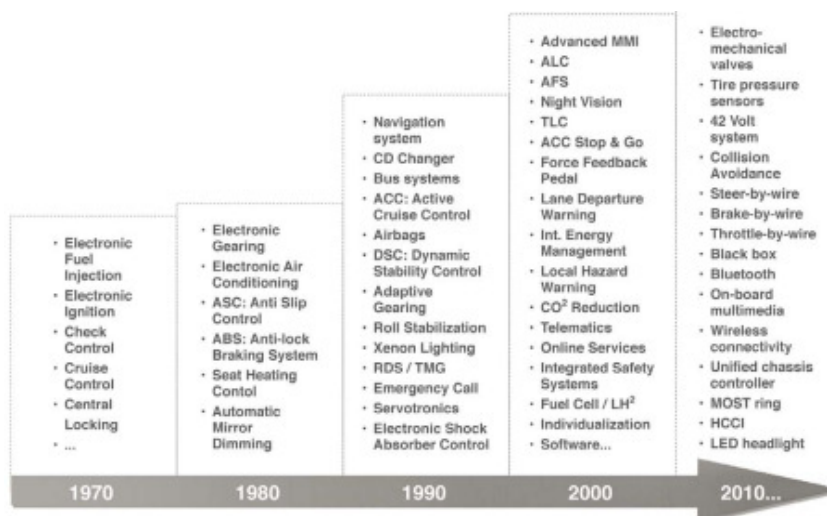 • Electronic
Fuel
Injection
• Electronic
Ignition
• Check
Control
• Cruise
Control
• Central
Locking
• ...
• Electronic
Gearing
• Electronic Air
Conditioning
• ASC: Anti Slip
Control
• ABS: Anti-lock
Braking System
• Seat Heating
Contol
• Automatic
Mirror
Dimming
• Navigation
system
• CD Changer
• Bus systems
• ACC: Active
Cruise Control
• Airbags
• DSC: Dynamic
Stability Control
• Adaptive
Gearing
• Roll Stabilization
• Xenon Lighting
• RDS / TMG
• Emergency Call
• Servotronics
• Electronic Shock
Absorber Control
• Advanced MMI
• ALC
• AFS
• Night Vision
• TLC
• ACC Stop & Go
• Force Feedback
Pedal
• Lane Departure
Warning
• Int. Energy
Management
• Local Hazard
Warning
• CO² Reduction
• Telematics
• Online Services
• Integrated Safety
Systems
• Fuel Cell / LH²
• Individualization
• Software...
• Electro-
mechanical
valves
• Tire pressure
sensors
• 42 Volt
system
• Collision
Avoidance
• Steer-by-wire
• Brake-by-wire
• Throttle-by-wire
• Black box
• Bluetooth
• On-board
multimedia
• Wireless
connectivity
• Unified chassis
controller
• MOST ring
• HCCI
• LED headlight
1970 1980 1990 2000 2010...